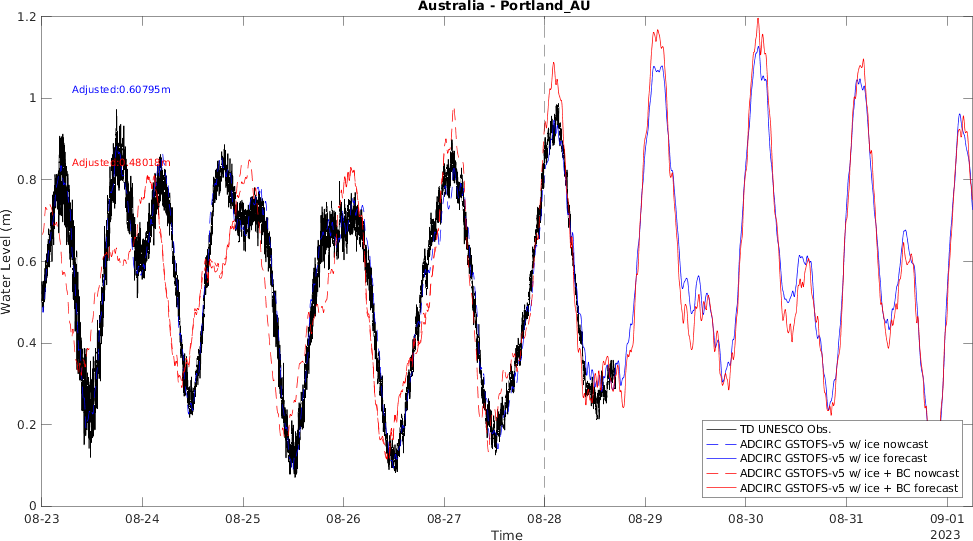 Australia - Portland_AU
1.2
1
0.8
0.6
0.4
0.2
0
Water Level (m)
Adjusted:0.60795m
Adjusted:0.48018m
TD UNESCO Obs.
ADCIRC GSTOFS-v5 w/ ice nowcast
ADCIRC GSTOFS-v5 w/ ice forecast
ADCIRC GSTOFS-v5 w/ ice + BC nowcast
ADCIRC GSTOFS-v5 w/ ice + BC forecast
08-23 08-24 08-25 08-26 08-27 08-28 08-29 08-30 08-31 09-01
2023
Time